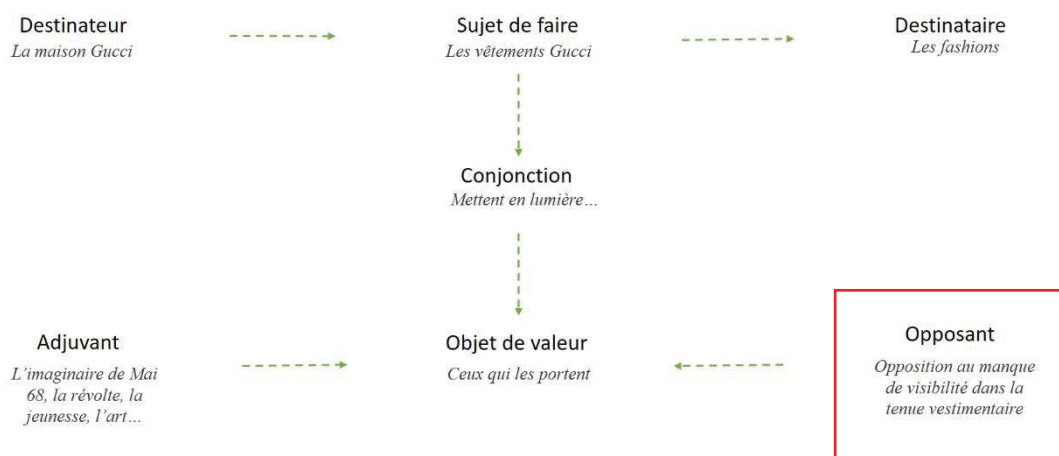 Destinateur
La maison Gucci
Sujet de faire
Les vêtements Gucci
Destinataire
Les fashions
Conjonction
Mettent en lumière…
Adjuvant
L’imaginaire de Mai
68, la révolte, la
jeunesse, l’art…
Objet de valeur
Ceux qui les portent
Opposant
Opposition au manque
de visibilité dans la
tenue vestimentaire